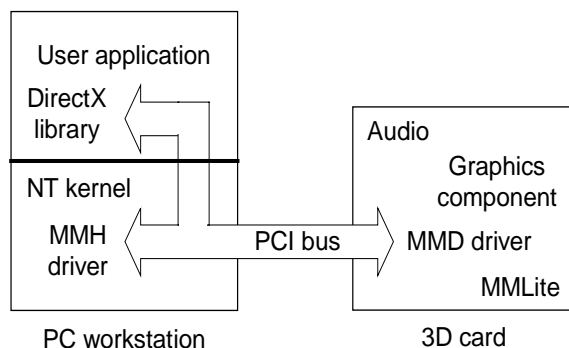 User application
DirectX
library
NT kernel
MMH
driver
PCI bus
Audio
Graphics
component
MMD driver
MMLite
PC workstation
3D card